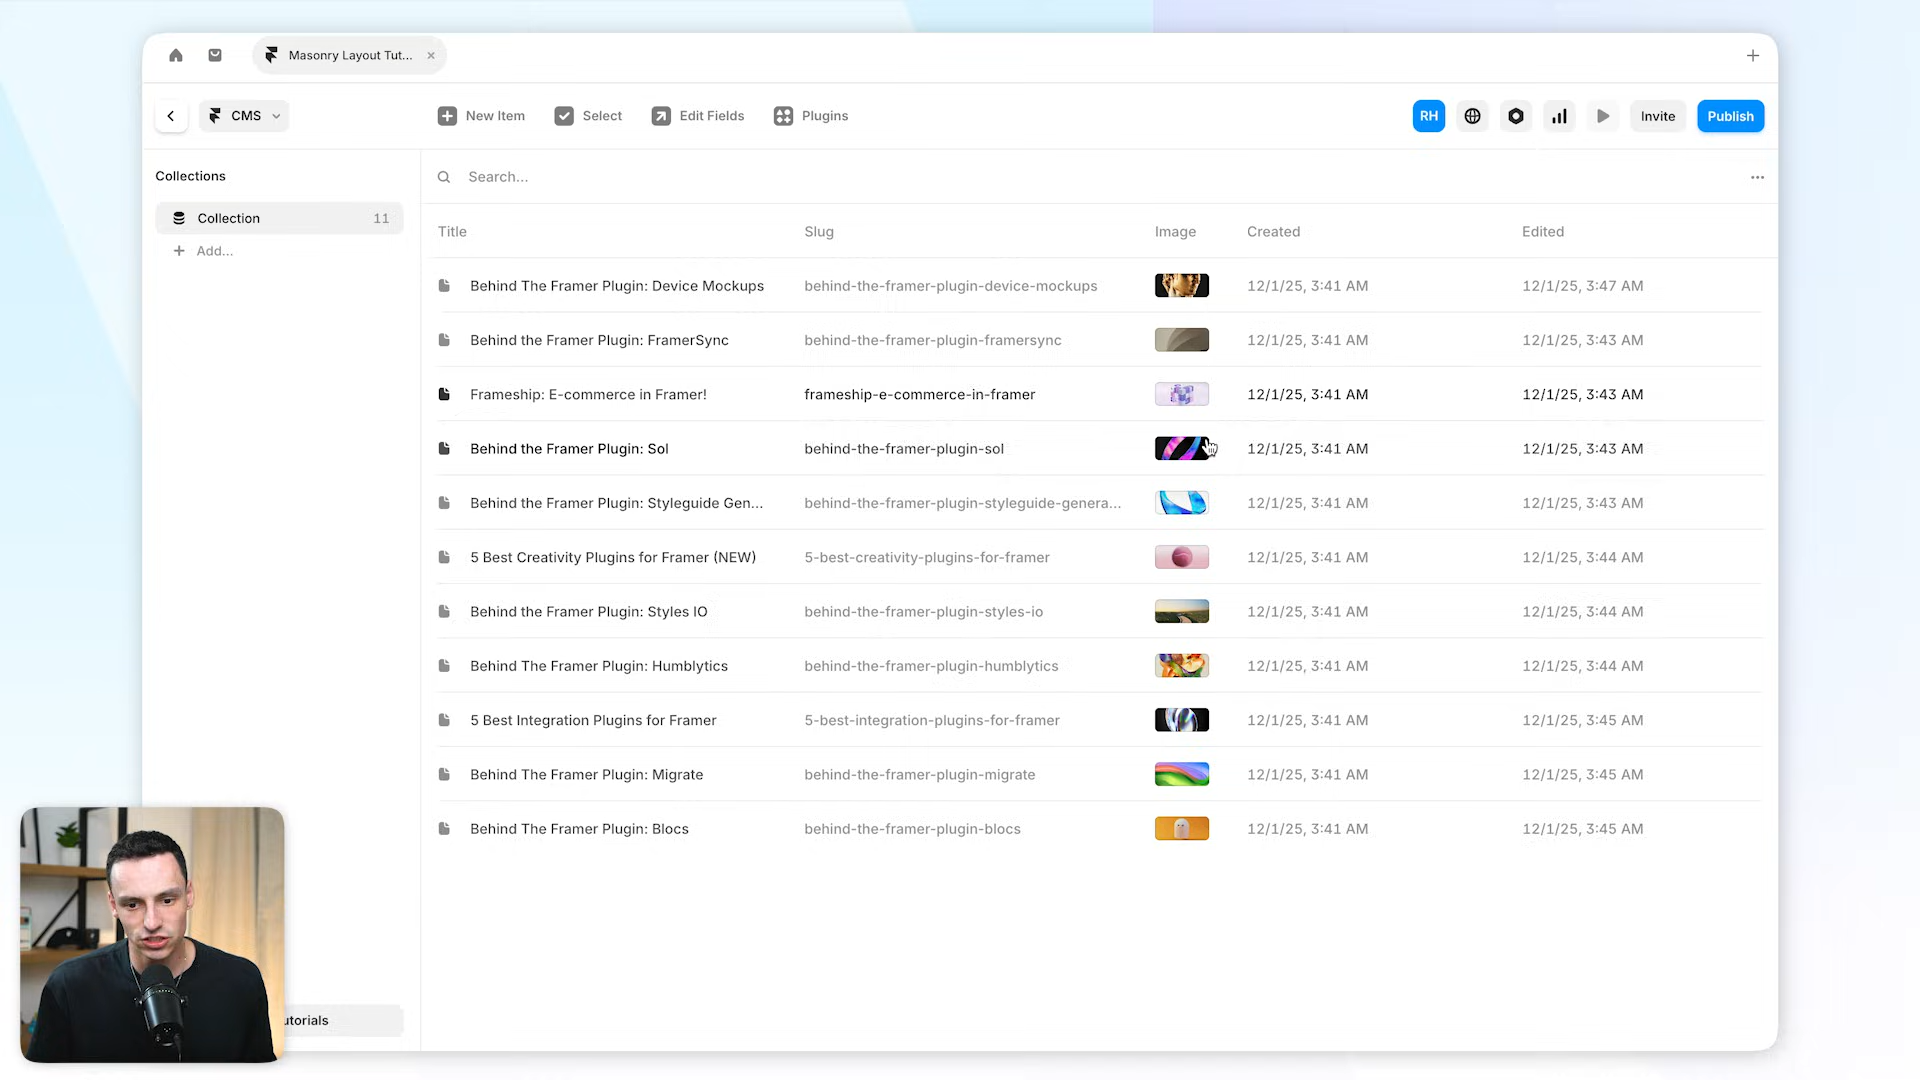 Masonry Layout Tut...
CMS
New Item
Select
Edit Fields
Plugins
RH
Invite
Publish
Collections
Collection 11
Add...
Search...
Title Slug Image Created Edited
Behind The Framer Plugin: Device Mockups behind-the-framer-plugin-device-mockups 12/1/25, 3:41 AM 12/1/25, 3:47 AM
Behind the Framer Plugin: FramerSync behind-the-framer-plugin-framersync 12/1/25, 3:41 AM 12/1/25, 3:43 AM
Frameship: E-commerce in Framer! frameship-e-commerce-in-framer 12/1/25, 3:41 AM 12/1/25, 3:43 AM
Behind the Framer Plugin: Sol behind-the-framer-plugin-sol 12/1/25, 3:41 AM 12/1/25, 3:43 AM
Behind the Framer Plugin: Styleguide Gen... behind-the-framer-plugin-styleguide-genera... 12/1/25, 3:41 AM 12/1/25, 3:43 AM
5 Best Creativity Plugins for Framer (NEW) 5-best-creativity-plugins-for-framer 12/1/25, 3:41 AM 12/1/25, 3:44 AM
Behind the Framer Plugin: Styles IO behind-the-framer-plugin-styles-io 12/1/25, 3:41 AM 12/1/25, 3:44 AM
Behind The Framer Plugin: Humblytics behind-the-framer-plugin-humblytics 12/1/25, 3:41 AM 12/1/25, 3:44 AM
5 Best Integration Plugins for Framer 5-best-integration-plugins-for-framer 12/1/25, 3:41 AM 12/1/25, 3:45 AM
Behind The Framer Plugin: Migrate behind-the-framer-plugin-migrate 12/1/25, 3:41 AM 12/1/25, 3:45 AM
Behind The Framer Plugin: Blocs behind-the-framer-plugin-blocs 12/1/25, 3:41 AM 12/1/25, 3:45 AM
utorials